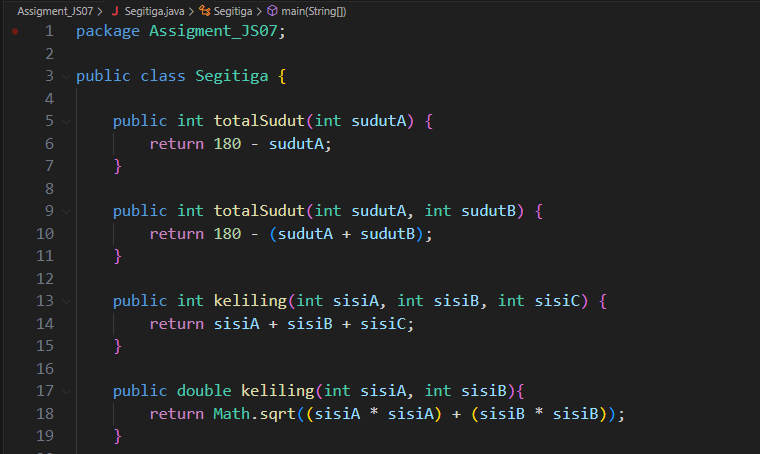 Assigment_JS07 > J Segitiga.java > Segitiga > main(String[])
1 package Assigment_JS07;
2
3 public class Segitiga {
4
5 public int totalSudut(int sudutA) {
6 return 180 - sudutA;
7 }
8
9 public int totalSudut(int sudutA, int sudutB) {
10 return 180 - (sudutA + sudutB);
11 }
12
13 public int keliling(int sisiA, int sisiB, int sisiC) {
14 return sisiA + sisiB + sisiC;
15 }
16
17 public double keliling(int sisiA, int sisiB){
18 return Math.sqrt((sisiA * sisiA) + (sisiB * sisiB));
19 }